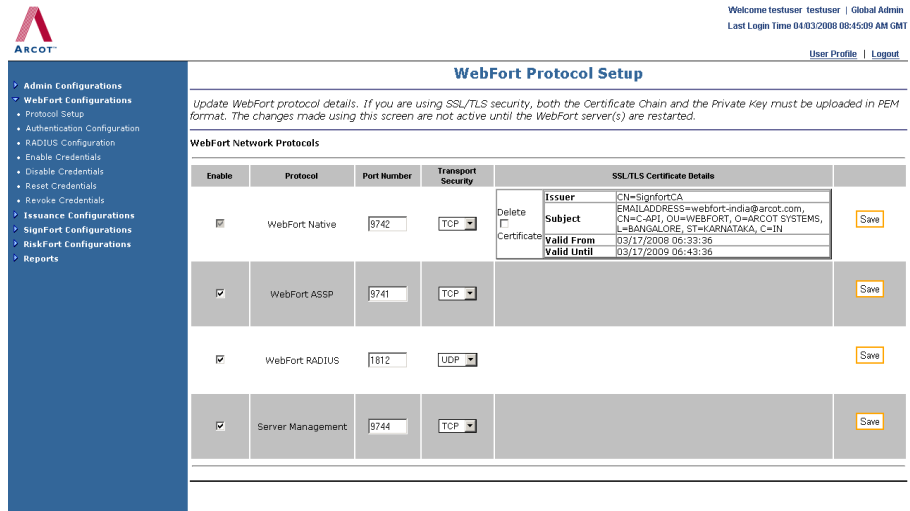 Welcome testuser testuser | Global Admin
Last Login Time 04/03/2008 08:45:09 AM GMT
ARCOT™
User Profile | Logout
Admin Configurations
WebFort Configurations
Protocol Setup
Authentication Configuration
RADIUS Configuration
Enable Credentials
Disable Credentials
Reset Credentials
Revoke Credentials
Issuance Configurations
SignFort Configurations
RiskFort Configurations
Reports
WebFort Protocol Setup
Update WebFort protocol details. If you are using SSL/TLS security, both the Certificate Chain and the Private Key must be uploaded in PEM
format. The changes made using this screen are not active until the WebFort server(s) are restarted.
WebFort Network Protocols
Enable Protocol Port Number Transport Security SSL/TLS Certificate Details
WebFort Native 9742 TCP Delete Certificate Save
Issuer CN=SignfortCA
Subject EMAILADDRESS=webfort-india@arcot.com,
CN=C-API, OU=WEBFORT, O=ARCOT SYSTEMS,
L=BANGALORE, ST=KARNATAKA, C=IN
Valid From 03/17/2008 06:33:36
Valid Until 03/17/2009 06:43:36
WebFort ASSP 9741 TCP Save
WebFort RADIUS 1812 UDP Save
Server Management 9744 TCP Save